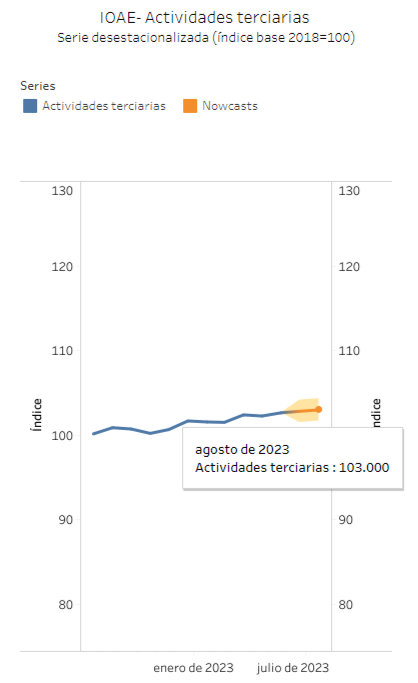 IOAE- Actividades terciarias
Serie desestacionalizada (índice base 2018=100)
Series
Actividades terciarias
Nowcasts
130
130
120
120
110
110
Índice
ndice
100
agosto de 2023
Actividades terciarias : 103.000
90
90
80
80
enero de 2023
julio de 2023